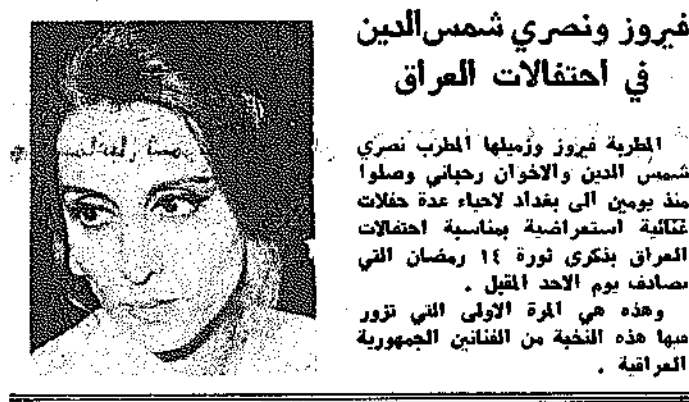 فيروز ونصري شمس الدين
في احتفالات العراق
المطربة فيروز وزميلها المطرب نصري
شمس الدين والاخوان رحباني وصلوا
منذ يومين الى بغداد لاحياء عدة حفلات
غنائية استعراضية بمناسبة احتفالات
العراق بذكرى ثورة ١٤ رمضان التي
تصادف يوم الاحد المقبل .
وهذه هي المرة الاولى التي تزور
فيها هذه النخبة من الفنانين الجمهورية
العراقية .